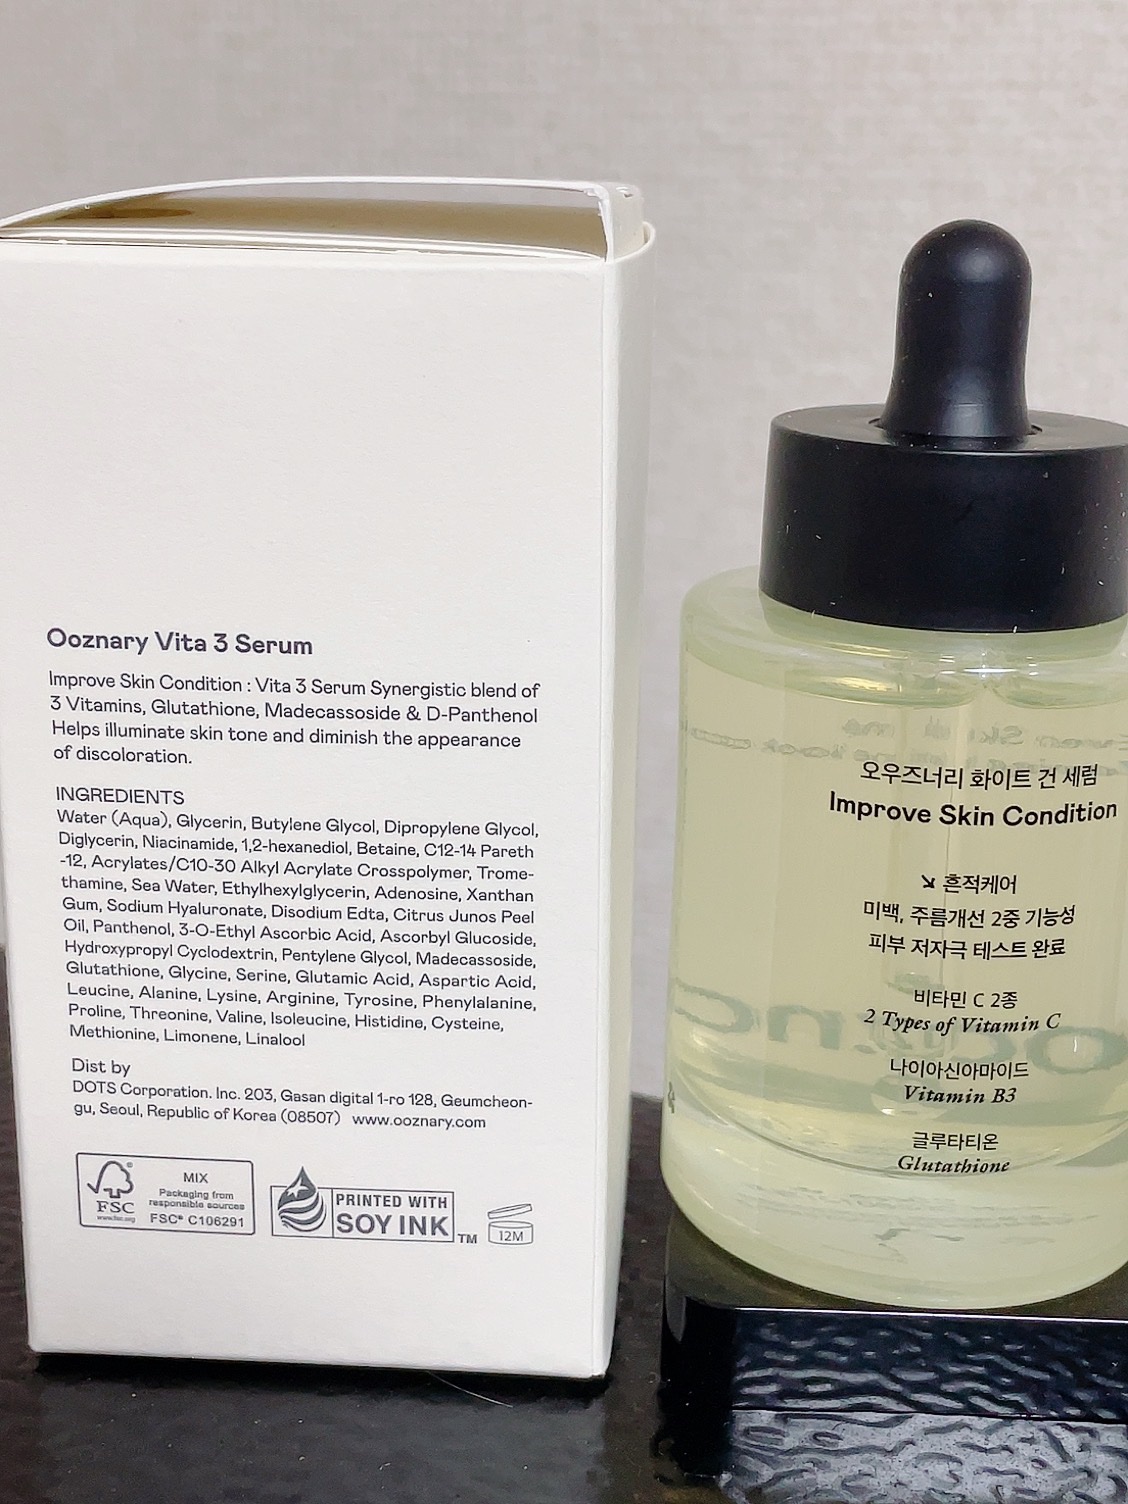 Ooznary Vita 3 Serum
Improve Skin Condition : Vita 3 Serum Synergistic blend of
3 Vitamins, Glutathione, Madecassoside & D-Panthenol
Helps illuminate skin tone and diminish the appearance
of discoloration.
INGREDIENTS
Water (Aqua), Glycerin, Butylene Glycol, Dipropylene Glycol,
Diglycerin, Niacinamide, 1,2-hexanediol, Betaine, C12-14 Pareth
-12, Acrylates/C10-30 Alkyl Acrylate Crosspolymer, Trome-
thamine, Sea Water, Ethylhexylglycerin, Adenosine, Xanthan
Gum, Sodium Hyaluronate, Disodium Edta, Citrus Junos Peel
Oil, Panthenol, 3-O-Ethyl Ascorbic Acid, Ascorbyl Glucoside,
Hydroxypropyl Cyclodextrin, Pentylene Glycol, Madecassoside,
Glutathione, Glycine, Serine, Glutamic Acid, Aspartic Acid,
Leucine, Alanine, Lysine, Arginine, Tyrosine, Phenylalanine,
Proline, Threonine, Valine, Isoleucine, Histidine, Cysteine,
Methionine, Limonene, Linalool
Dist by
DOTS Corporation. Inc. 203, Gasan digital 1-ro 128, Geumcheon-
gu, Seoul, Republic of Korea (08507) www.ooznary.com
FSC
www.fsc.org
MIX
Packaging from
responsible sources
FSC® C106291
PRINTED WITH
SOY INK TM
12M
오우즈너리 화이트 건 세럼
Improve Skin Condition
↘ 흔적케어
미백, 주름개선 2중 기능성
피부 저자극 테스트 완료
비타민 C 2종
2 Types of Vitamin C
나이아신아마이드
Vitamin B3
글루타티온
Glutathione